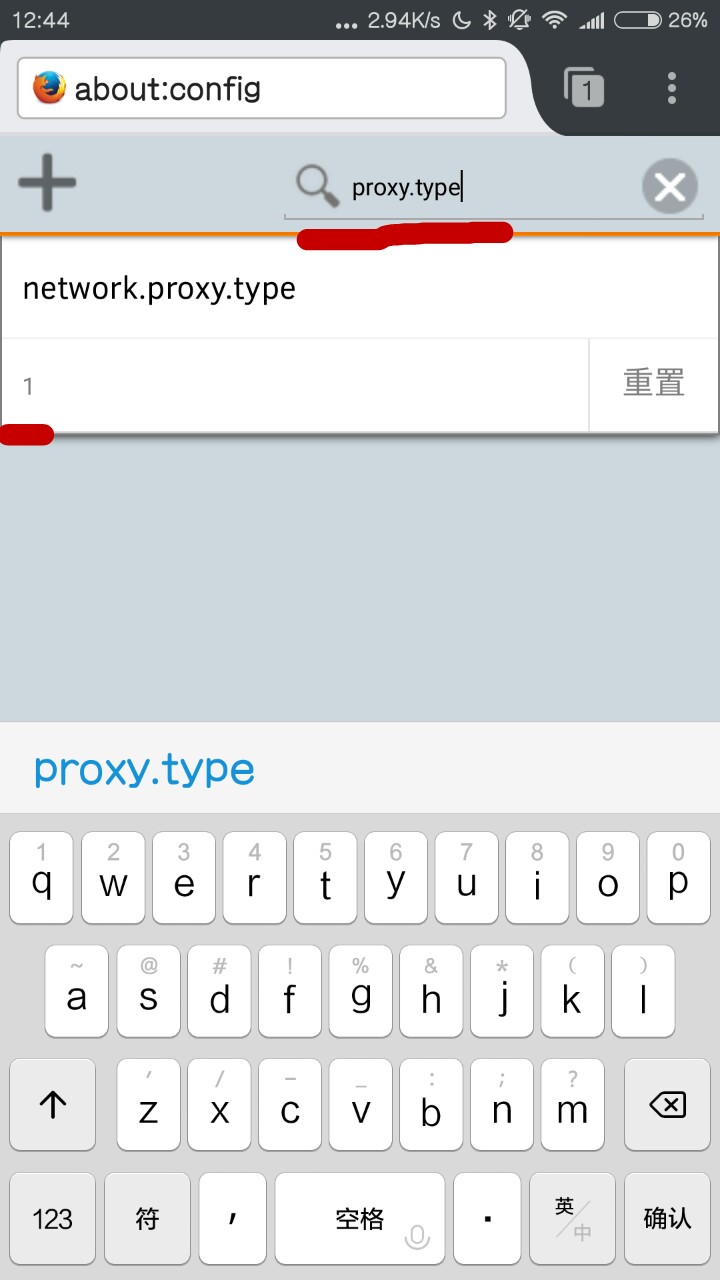 12:44 ... 2.94K/s 26%
about:config 1
proxy.type
network.proxy.type
1 重置
proxy.type
1 2 3 4 5 6 7 8 9 0
q w e r t y u i o p
~ @ # ! % & * ( )
a s d f g h j k l
' / - _ : ; ?
z x c v b n m
123 符 , 空格 . 英/中 确认